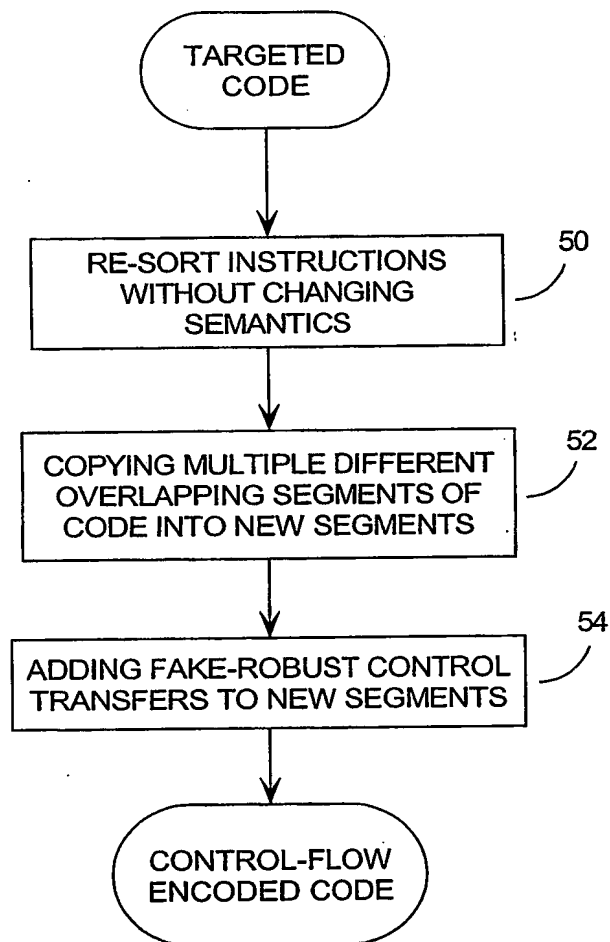 TARGETED
CODE
RE-SORT INSTRUCTIONS
WITHOUT CHANGING
SEMANTICS
50
COPYING MULTIPLE DIFFERENT
OVERLAPPING SEGMENTS OF
CODE INTO NEW SEGMENTS
52
ADDING FAKE-ROBUST CONTROL
TRANSFERS TO NEW SEGMENTS
54
CONTROL-FLOW
ENCODED CODE